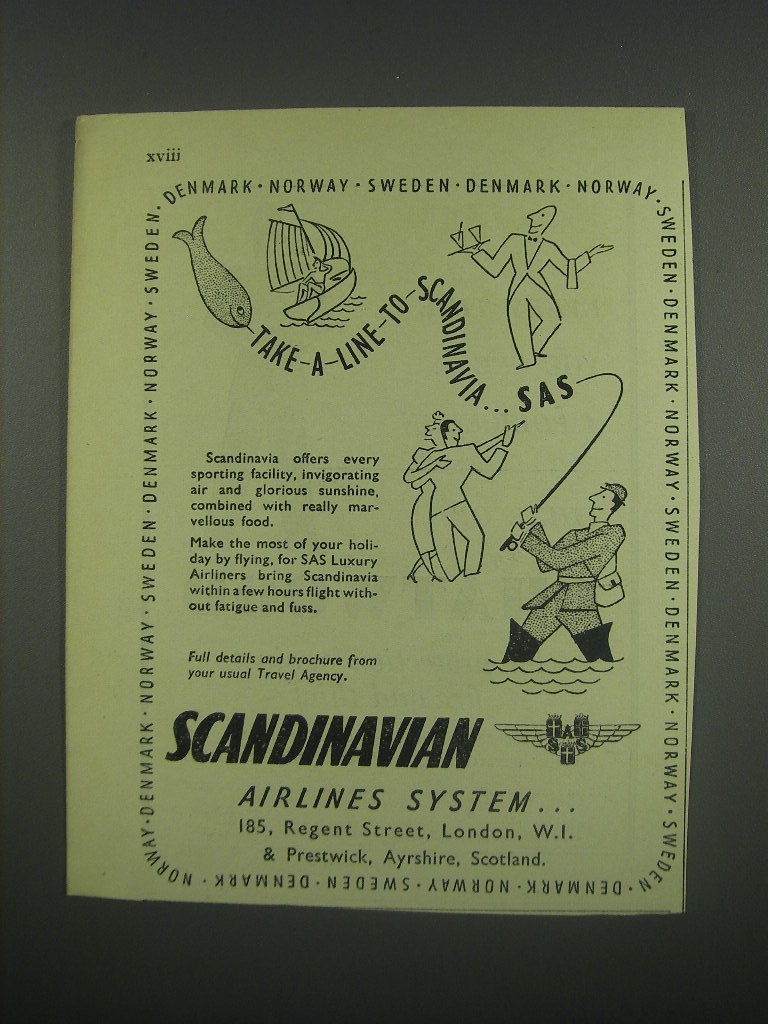 xviij
DENMARK · NORWAY · SWEDEN · DENMARK · NORWAY ·
SWEDEN · DENMARK · NORWAY · SWEDEN · DENMARK · NORWAY · SWEDEN
· DENMARK · NORWAY · SWEDEN · DENMARK · NORWAY
NORWAY · DENMARK · NORWAY · SWEDEN · DENMARK · NORWAY · SWEDEN ·
TAKE-A-LINE-TO-SCANDINAVIA... SAS
Scandinavia offers every
sporting facility, invigorating
air and glorious sunshine,
combined with really mar-
vellous food.
Make the most of your holi-
day by flying, for SAS Luxury
Airliners bring Scandinavia
within a few hours flight with-
out fatigue and fuss.
Full details and brochure from
your usual Travel Agency.
SCANDINAVIAN
SAS
AIRLINES SYSTEM...
185, Regent Street, London, W.I.
& Prestwick, Ayrshire, Scotland.